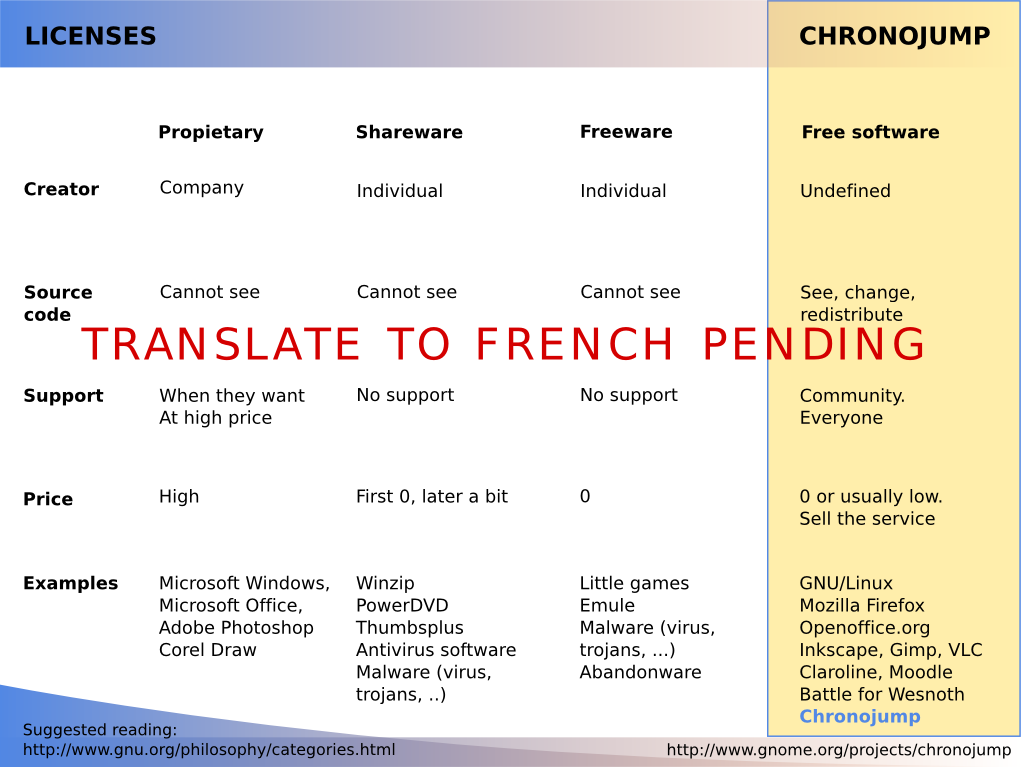 LICENSES
CHRONOJUMP
Propietary
Shareware
Freeware
Free software
Creator
Company
Individual
Individual
Undefined
Source
code
Cannot see
Cannot see
Cannot see
See, change,
redistribute
TRANSLATE TO FRENCH PENDING
Support
When they want
At high price
No support
No support
Community.
Everyone
Price
High
First 0, later a bit
0
0 or usually low.
Sell the service
Examples
Microsoft Windows,
Microsoft Office,
Adobe Photoshop
Corel Draw
Winzip
PowerDVD
Thumbsplus
Antivirus software
Malware (virus,
trojans, ..)
Little games
Emule
Malware (virus,
trojans, ...)
Abandonware
GNU/Linux
Mozilla Firefox
Openoffice.org
Inkscape, Gimp, VLC
Claroline, Moodle
Battle for Wesnoth
Chronojump
Suggested reading:
http://www.gnu.org/philosophy/categories.html
http://www.gnome.org/projects/chronojump